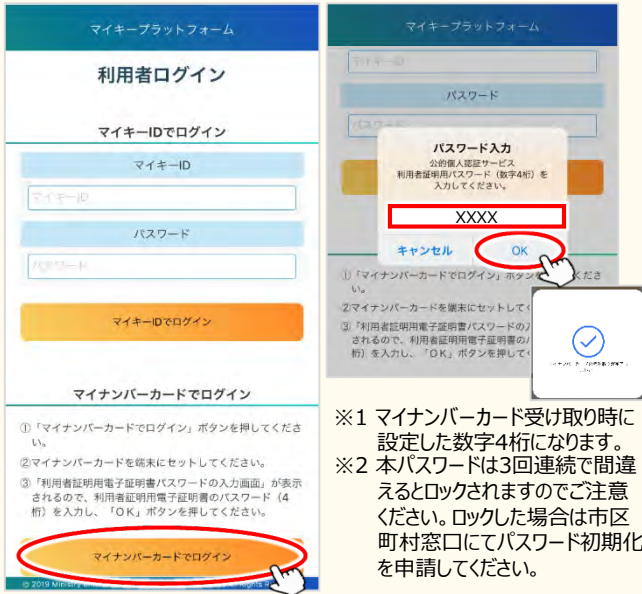 マイキープラットフォーム
利用者ログイン
マイキーIDでログイン
マイキーID
マイキーID
パスワード
パスワード
マイキーIDでログイン
マイナンバーカードでログイン
①「マイナンバーカードでログイン」ボタンを押してくださ
い。
②マイナンバーカードを端末にセットしてください。
③「利用者証明用電子証明書パスワードの入力画面」が表示
されるので、利用者証明用電子証明書のパスワード（4
桁）を入力し、「OK」ボタンを押してください。
マイナンバーカードでログイン
© 2019 Ministry
マイキープラットフォーム
マイキーID
パスワード
パスワード入力
公的個人認証サービス
利用者証明用パスワード（数字4桁）を
入力してください。
XXXX
キャンセル
OK
①「マイナンバーカードでログイン」ボタンを
くださ
い。
②マイナンバーカードを端末にセットして
③「利用者証明用電子証明書パスワードの
されるので、利用者証明用電子証明書の
桁）を入力し、「OK」ボタンを押して
※1 マイナンバーカード受け取り時に
設定した数字4桁になります。
※2 本パスワードは3回連続で間違
えるとロックされますのでご注意
ください。ロックした場合は市区
町村窓口にてパスワード初期化
を申請してください。